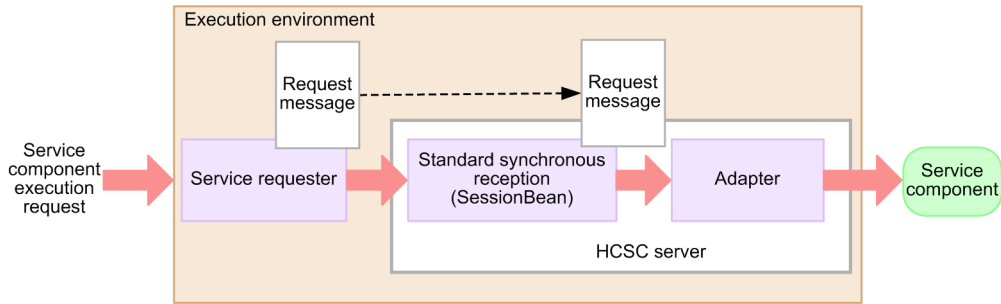 Execution environment
Request
message
Request
message
Service
component
execution
request
Service requester
Standard synchronous
reception
(SessionBean)
Adapter
Service
component
HCSC server